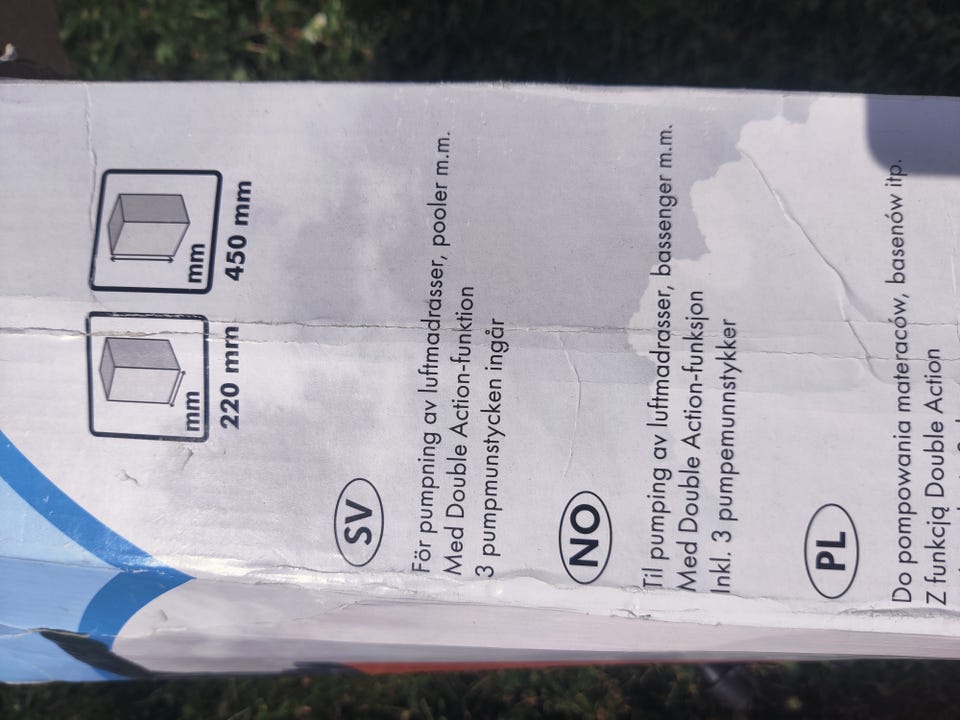 mm
220 mm
mm
450 mm
SV
För pumpning av luftmadrasser, pooler m.m.
Med Double Action-funktion
3 pumpmunstycken ingår
NO
Til pumping av luftmadrasser, bassenger m.m.
Med Double Action-funksjon
Inkl. 3 pumpemunnstykker
PL
Do pompowania materaców, basenów itp.
Z funkcją Double Action